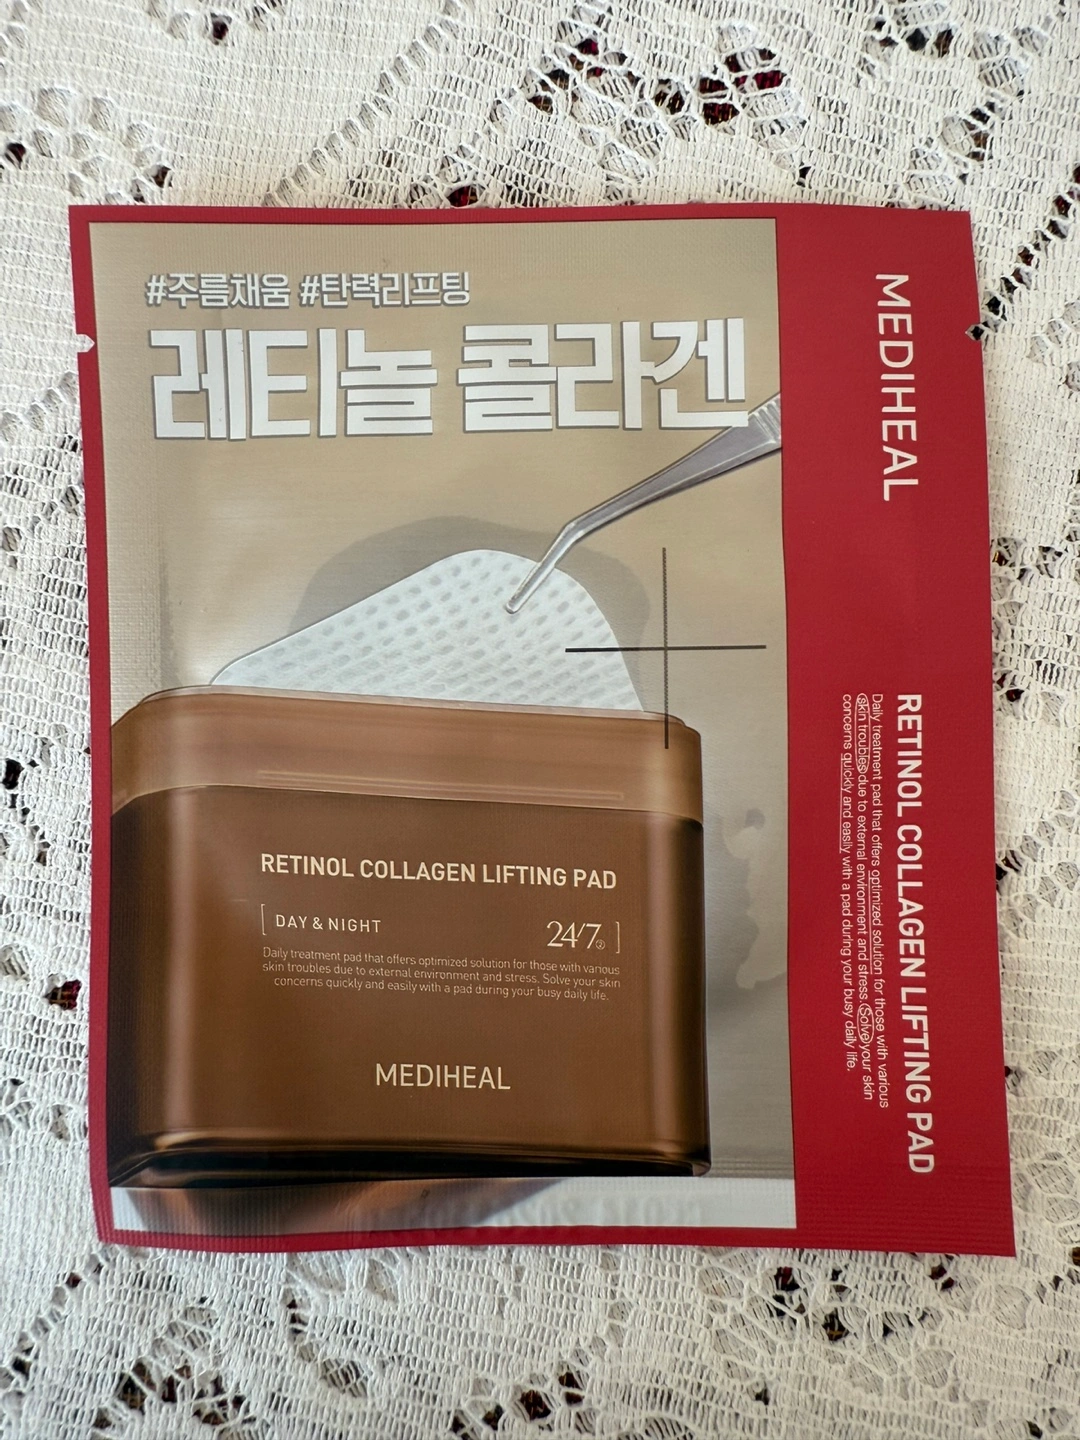 #주름채움 #탄력리프팅
레티놀 콜라겐
RETINOL COLLAGEN LIFTING PAD
[ DAY & NIGHT 24/7 ]
Daily treatment pad that offers optimized solution for those with various
skin troubles due to external environment and stress. Solve your skin
concerns quickly and easily with a pad during your busy daily life.
MEDIHEAL
MEDIHEAL
RETINOL COLLAGEN LIFTING PAD
Daily treatment pad that offers optimized solution for those with various
skin troubles due to external environment and stress. Solve your skin
concerns quickly and easily with a pad during your busy daily life.